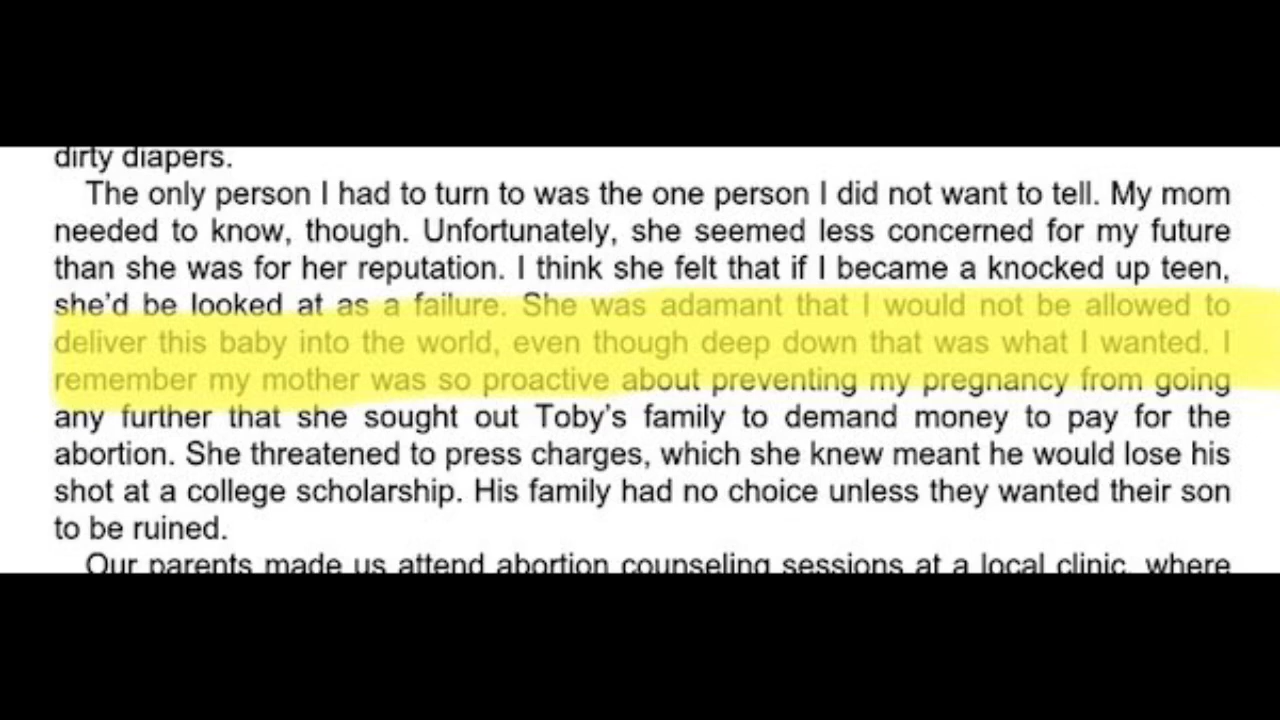 dirty diapers.
The only person I had to turn to was the one person I did not want to tell. My mom
needed to know, though. Unfortunately, she seemed less concerned for my future
than she was for her reputation. I think she felt that if I became a knocked up teen,
she'd be looked at as a failure. She was adamant that I would not be allowed to
deliver this baby into the world, even though deep down that was what I wanted. I
remember my mother was so proactive about preventing my pregnancy from going
any further that she sought out Toby's family to demand money to pay for the
abortion. She threatened to press charges, which she knew meant he would lose his
shot at a college scholarship. His family had no choice unless they wanted their son
to be ruined.
Our parents made us attend abortion counseling sessions at a local clinic, where